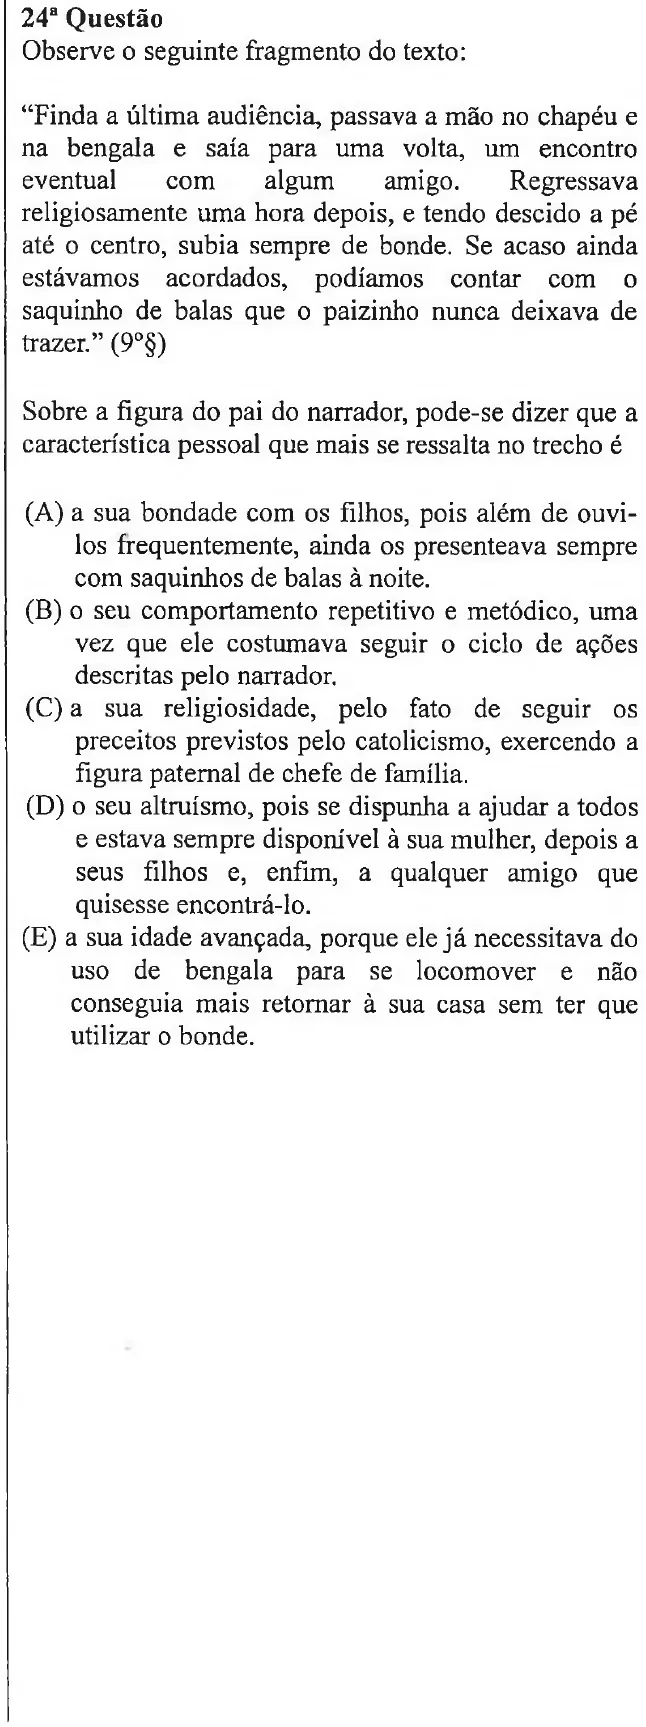 24ª Questão
Observe o seguinte fragmento do texto:
“Finda a última audiência, passava a mão no chapéu e
na bengala e saía para uma volta, um encontro
eventual com algum amigo. Regressava
religiosamente uma hora depois, e tendo descido a pé
até o centro, subia sempre de bonde. Se acaso ainda
estávamos acordados, podíamos contar com o
saquinho de balas que o paizinho nunca deixava de
trazer.” (9º§)
Sobre a figura do pai do narrador, pode-se dizer que a
característica pessoal que mais se ressalta no trecho é
(A) a sua bondade com os filhos, pois além de ouvi-
los frequentemente, ainda os presenteava sempre
com saquinhos de balas à noite.
(B) o seu comportamento repetitivo e metódico, uma
vez que ele costumava seguir o ciclo de ações
descritas pelo narrador.
(C) a sua religiosidade, pelo fato de seguir os
preceitos previstos pelo catolicismo, exercendo a
figura paternal de chefe de família.
(D) o seu altruísmo, pois se dispunha a ajudar a todos
e estava sempre disponível à sua mulher, depois a
seus filhos e, enfim, a qualquer amigo que
quisesse encontrá-lo.
(E) a sua idade avançada, porque ele já necessitava do
uso de bengala para se locomover e não
conseguia mais retornar à sua casa sem ter que
utilizar o bonde.